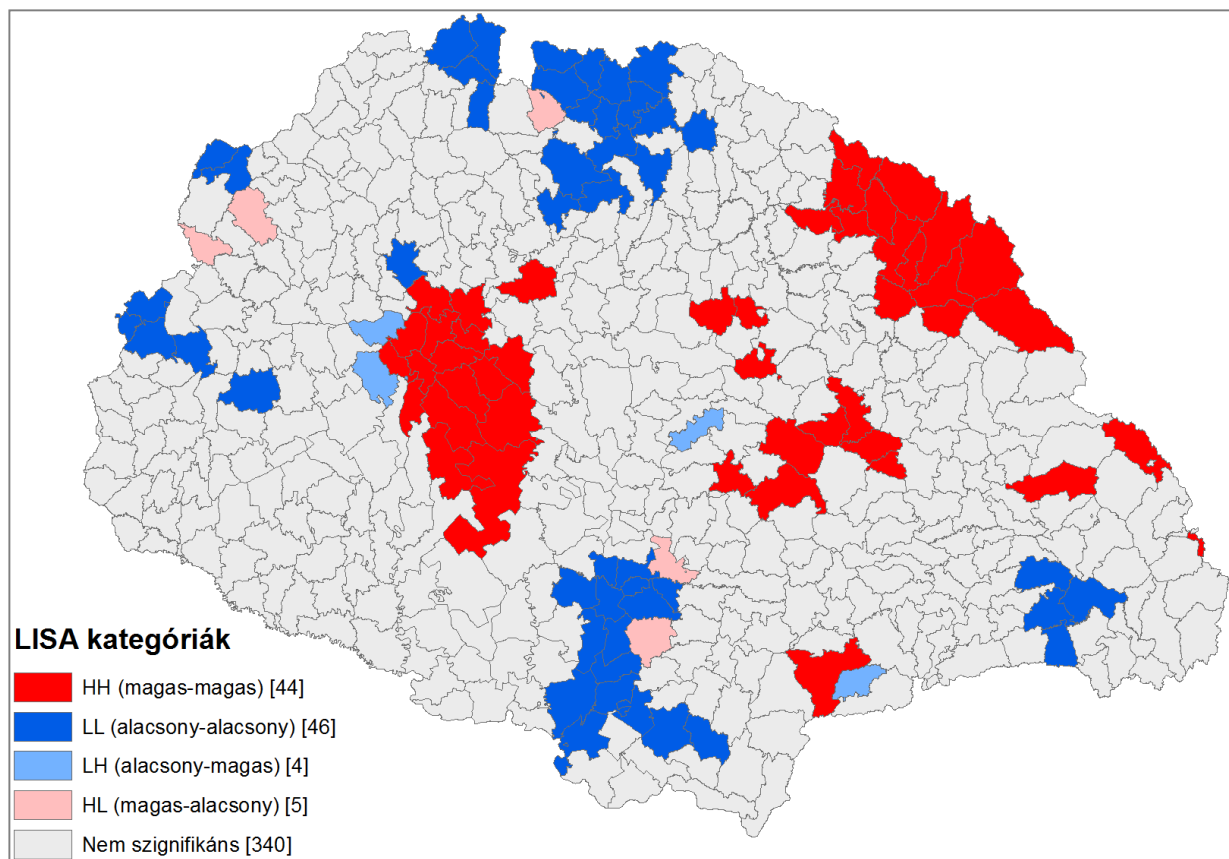 LISA kategóriák
HH (magas-magas) [44]
LL (alacsony-alacsony) [46]
LH (alacsony-magas) [4]
HL (magas-alacsony) [5]
Nem szignifikáns [340]